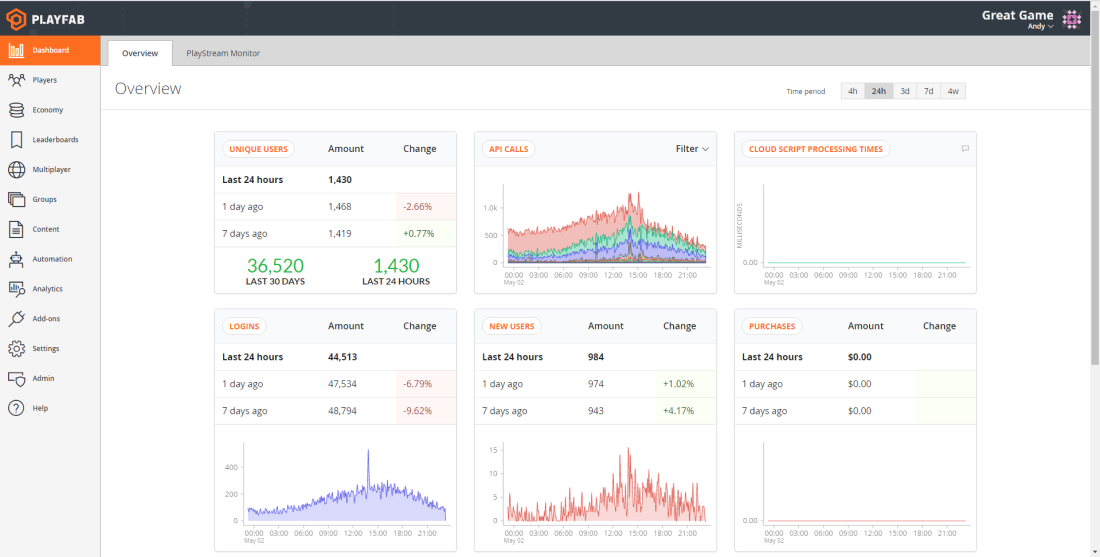 PLAYFAB
Great Game
Andy
Dashboard
Players
Economy
Leaderboards
Multiplayer
Groups
Content
Automation
Analytics
Add-ons
Settings
Admin
Help
Overview PlayStream Monitor
Overview
Time period 4h 24h 3d 7d 4w
UNIQUE USERS Amount Change
Last 24 hours 1,430
1 day ago 1,468 -2.66%
7 days ago 1,419 +0.77%
36,520 1,430
LAST 30 DAYS LAST 24 HOURS
API CALLS Filter
1.0k
500
0
00:00 03:00 06:00 09:00 12:00 15:00 18:00 21:00
May 02
CLOUD SCRIPT PROCESSING TIMES
MILLISECONDS
0.00
00:00 03:00 06:00 09:00 12:00 15:00 18:00 21:00
May 02
LOGINS Amount Change
Last 24 hours 44,513
1 day ago 47,534 -6.79%
7 days ago 48,794 -9.62%
400
200
0
00:00 03:00 06:00 09:00 12:00 15:00 18:00 21:00
May 02
NEW USERS Amount Change
Last 24 hours 984
1 day ago 974 +1.02%
7 days ago 943 +4.17%
15
10
5
0
00:00 03:00 06:00 09:00 12:00 15:00 18:00 21:00
May 02
PURCHASES Amount Change
Last 24 hours $0.00
1 day ago $0.00
7 days ago $0.00
0.00
00:00 03:00 06:00 09:00 12:00 15:00 18:00 21:00
May 02